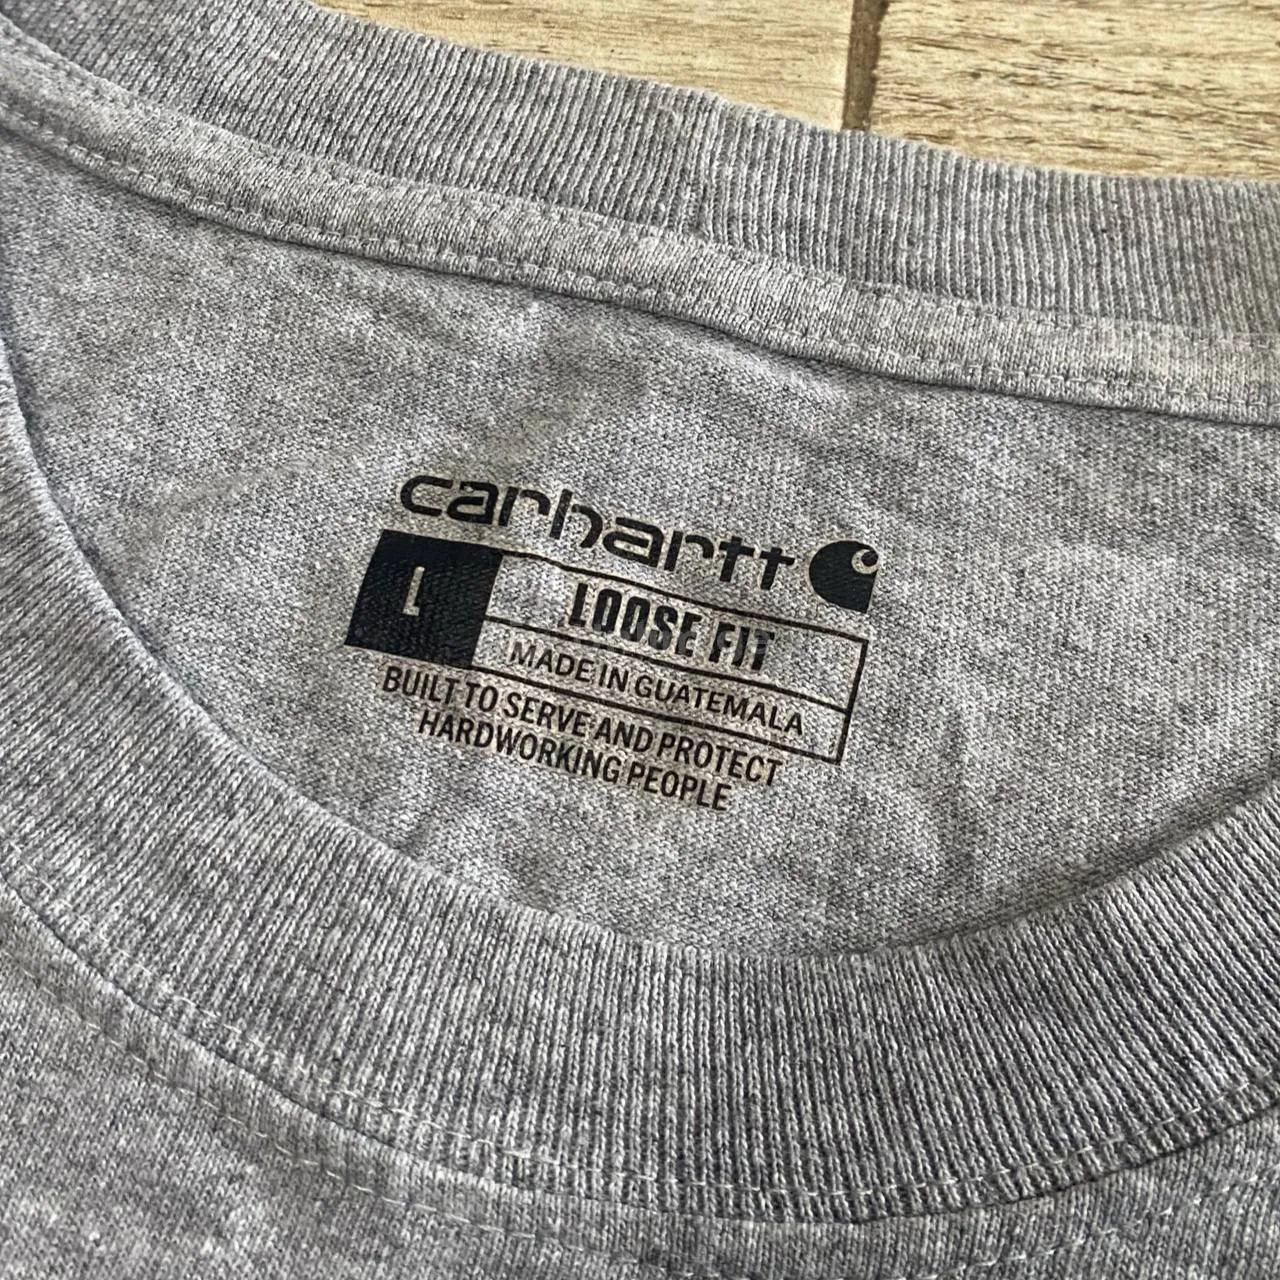 carhartt
L
LOOSE FIT
MADE IN GUATEMALA
BUILT TO SERVE AND PROTECT
HARDWORKING PEOPLE